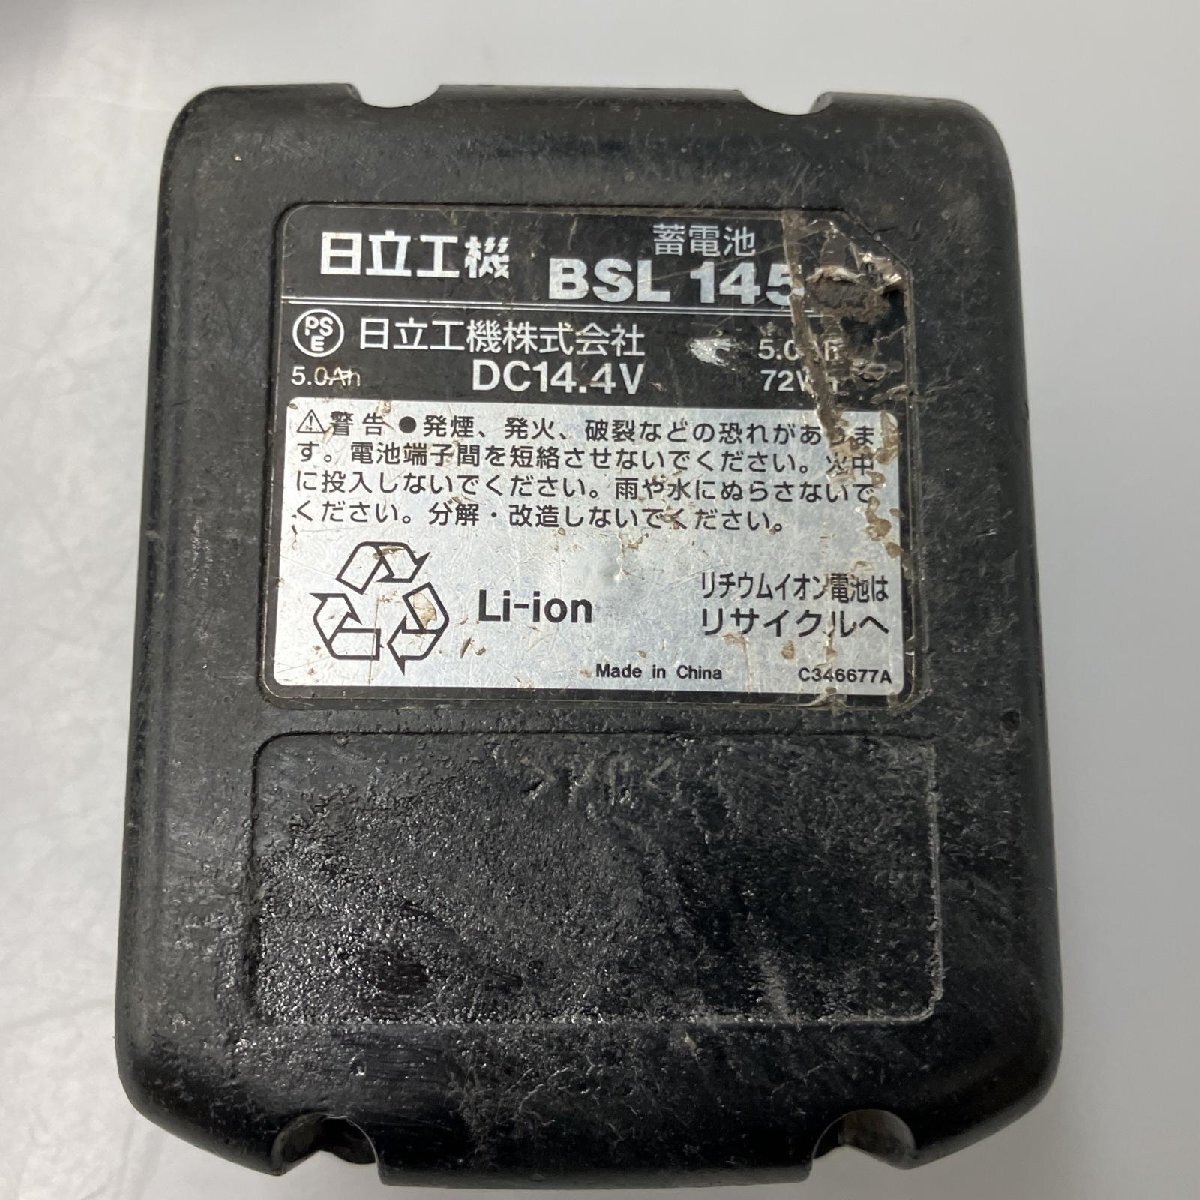 日立工機
蓄電池
BSL 145
PSE
日立工機株式会社
5.0Ah
5.0Ah
DC14.4V
72Wh
⚠警告 ●発煙、発火、破裂などの恐れがありま
す。電池端子間を短絡させないでください。火中
に投入しないでください。雨や水にぬらさないで
ください。分解・改造しないでください。
Li-ion
リチウムイオン電池は
リサイクルへ
Made in China
C346677A